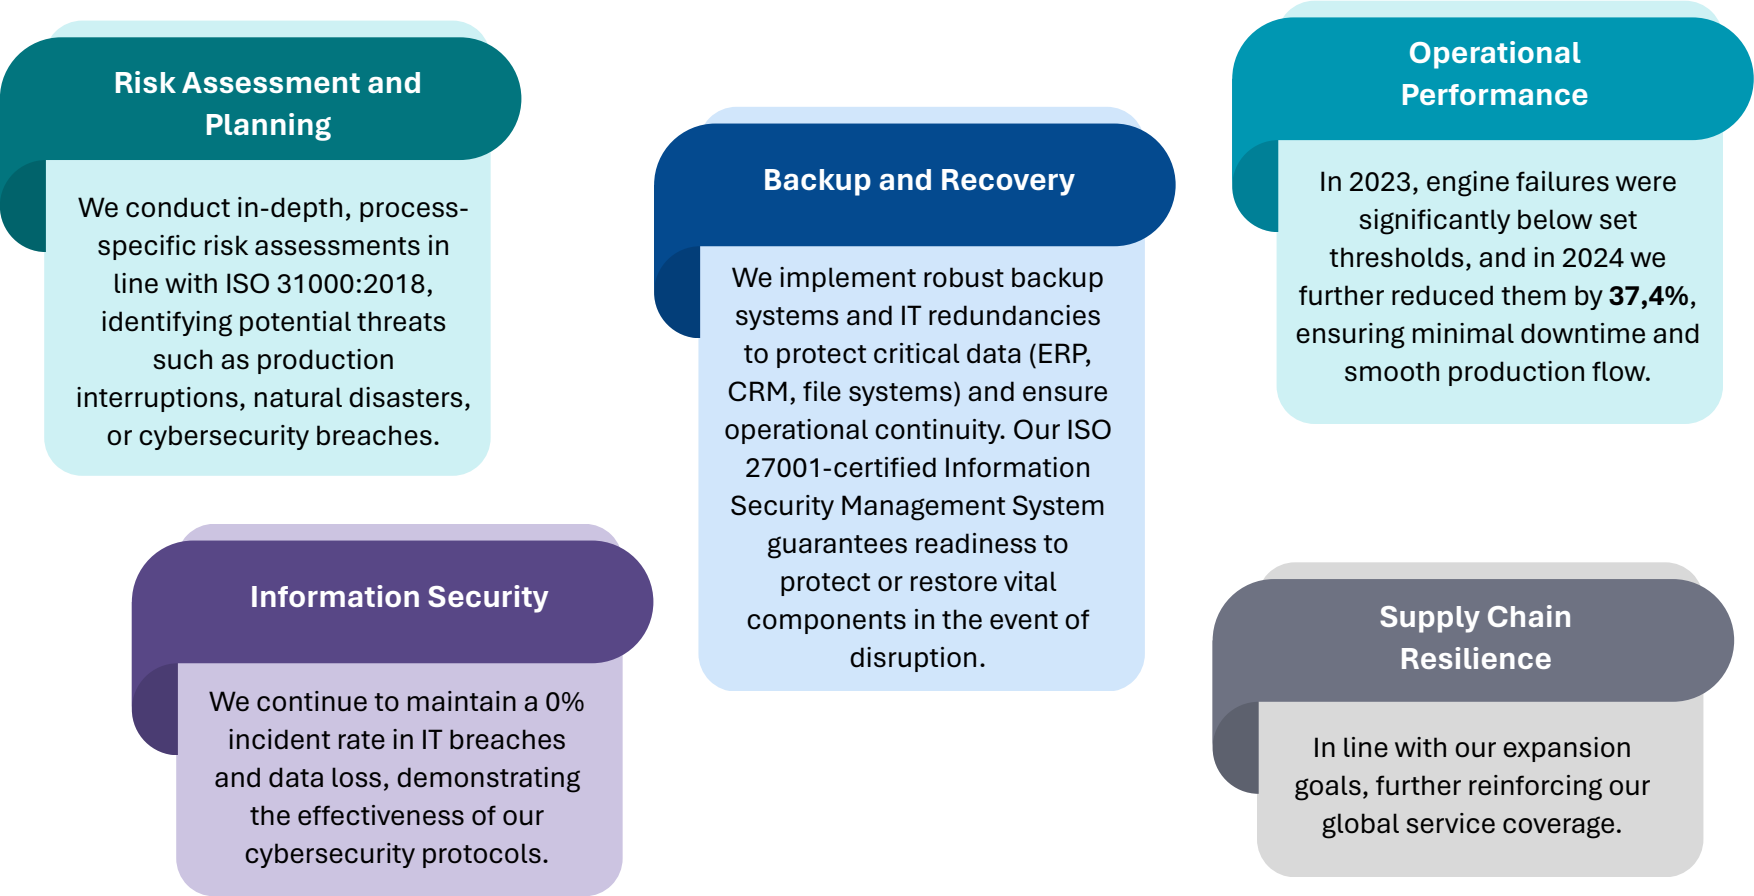 Risk Assessment and
Planning
We conduct in-depth, process-
specific risk assessments in
line with ISO 31000:2018,
identifying potential threats
such as production
interruptions, natural disasters,
or cybersecurity breaches.
Information Security
We continue to maintain a 0%
incident rate in IT breaches
and data loss, demonstrating
the effectiveness of our
cybersecurity protocols.
Backup and Recovery
We implement robust backup
systems and IT redundancies
to protect critical data (ERP,
CRM, file systems) and ensure
operational continuity. Our ISO
27001-certified Information
Security Management System
guarantees readiness to
protect or restore vital
components in the event of
disruption.
Operational
Performance
In 2023, engine failures were
significantly below set
thresholds, and in 2024 we
further reduced them by 37,4%,
ensuring minimal downtime and
smooth production flow.
Supply Chain
Resilience
In line with our expansion
goals, further reinforcing our
global service coverage.